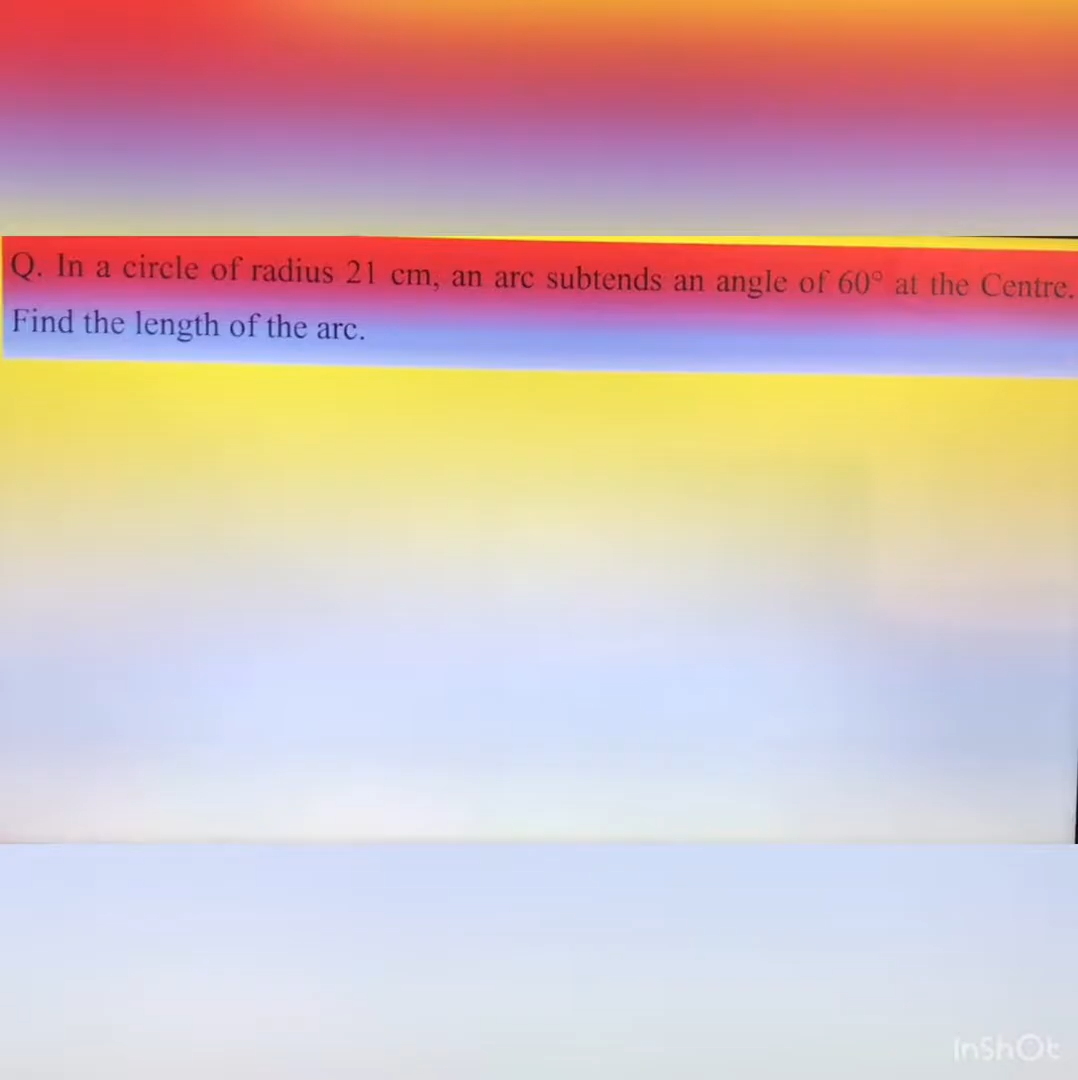 Q. In a circle of radius 21 cm, an arc subtends an angle of 60° at the Centre.
Find the length of the arc.
InShOt